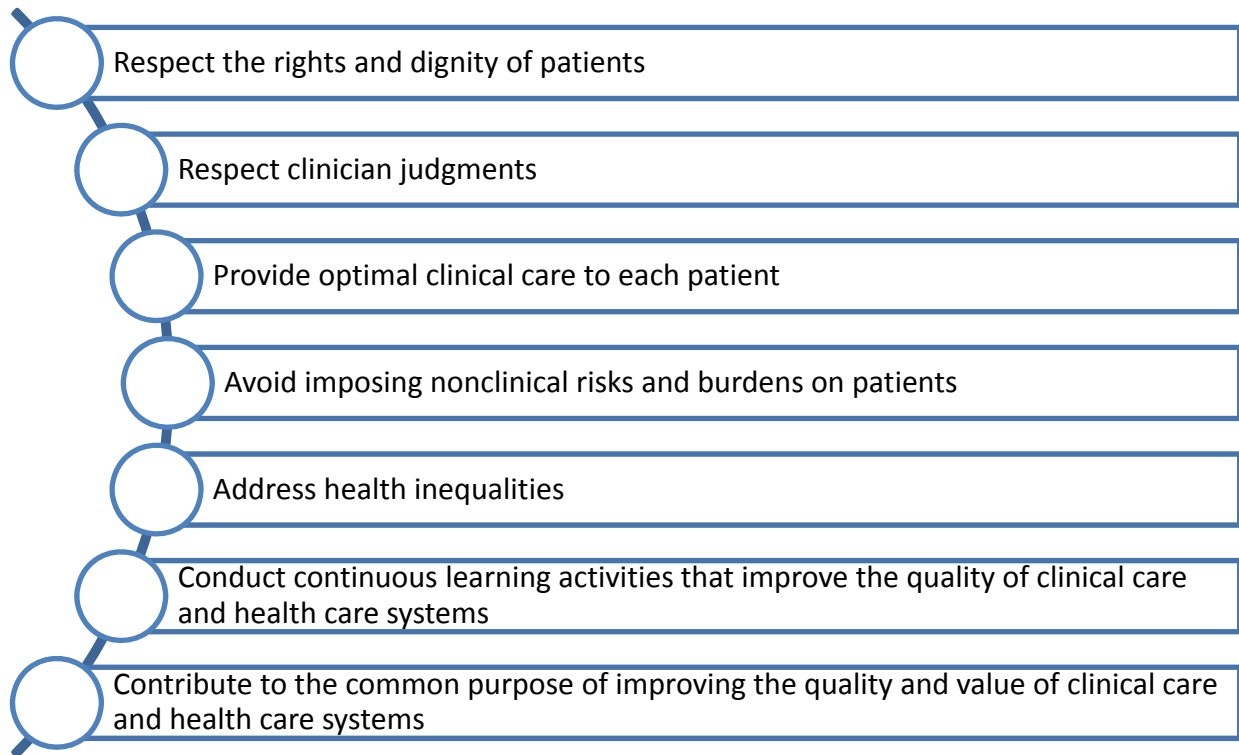 Respect the rights and dignity of patients
Respect clinician judgments
Provide optimal clinical care to each patient
Avoid imposing nonclinical risks and burdens on patients
Address health inequalities
Conduct continuous learning activities that improve the quality of clinical care
and health care systems
Contribute to the common purpose of improving the quality and value of clinical care
and health care systems